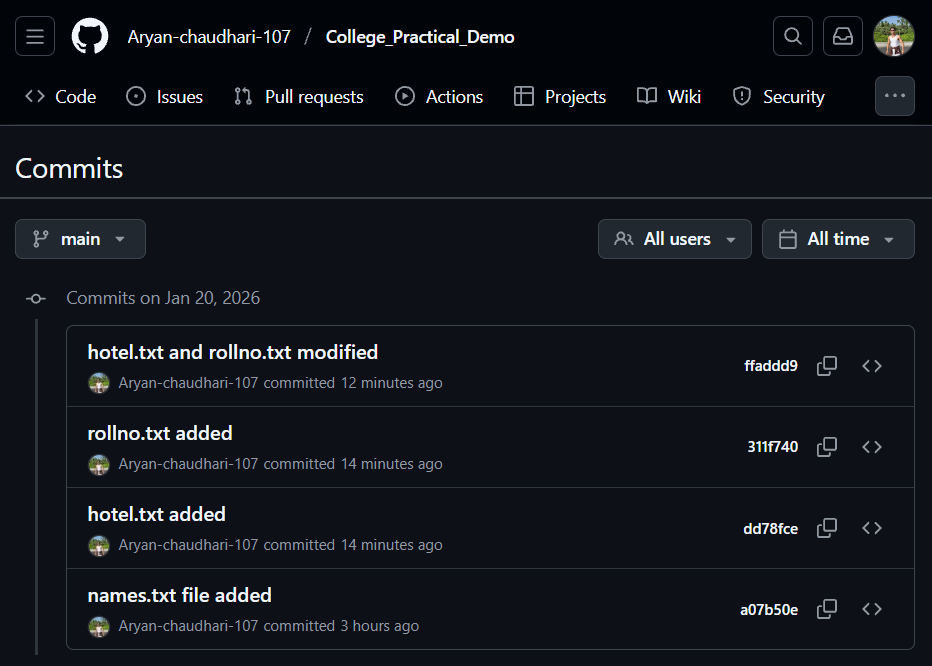 Aryan-chaudhari-107 / College_Practical_Demo
Code Issues Pull requests Actions Projects Wiki Security
Commits
main All users All time
Commits on Jan 20, 2026
hotel.txt and rollno.txt modified
ffaddd9
Aryan-chaudhari-107 committed 12 minutes ago
rollno.txt added
311f740
Aryan-chaudhari-107 committed 14 minutes ago
hotel.txt added
dd78fce
Aryan-chaudhari-107 committed 14 minutes ago
names.txt file added
a07b50e
Aryan-chaudhari-107 committed 3 hours ago